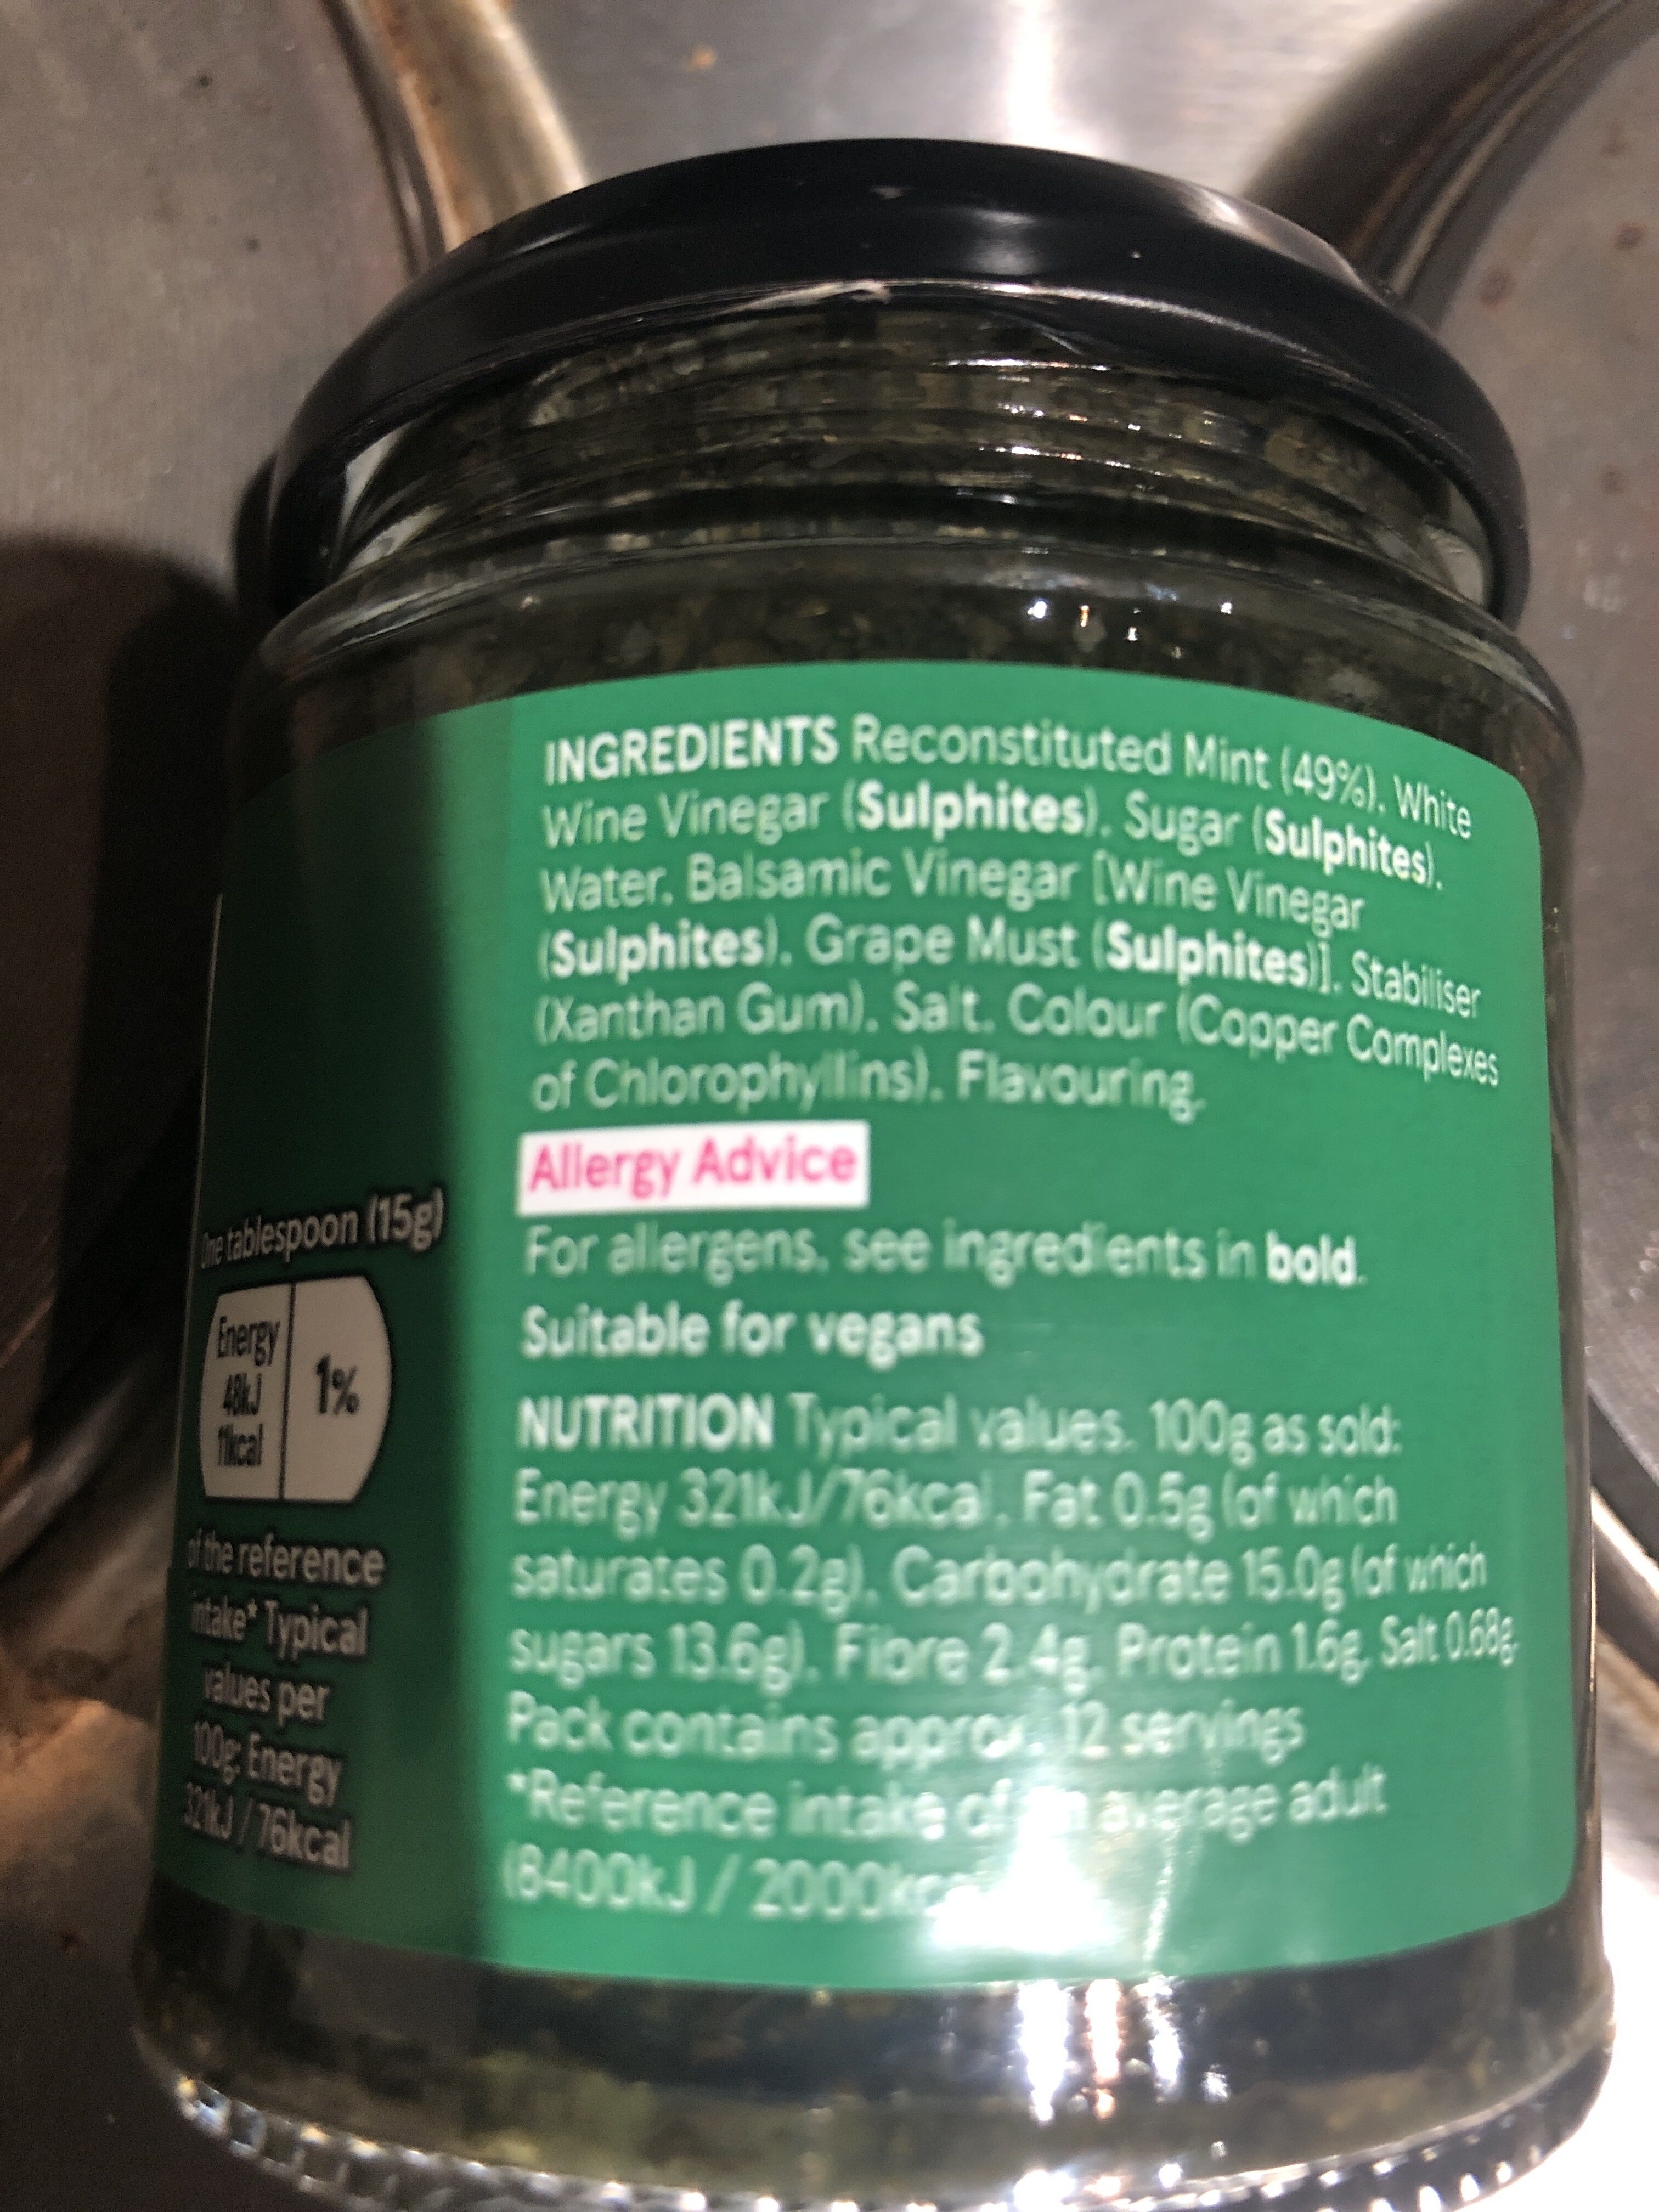 INGREDIENTS Reconstituted Mint (49%), White
Wine Vinegar (Sulphites), Sugar (Sulphites),
Water, Balsamic Vinegar [Wine Vinegar
(Sulphites), Grape Must (Sulphites)], Stabiliser
(Xanthan Gum), Salt, Colour (Copper Complexes
of Chlorophyllins), Flavouring.
Allergy Advice
For allergens, see ingredients in bold.
Suitable for vegans
NUTRITION Typical values, 100g as sold:
Energy 321kJ/76kcal, Fat 0.5g (of which
saturates 0.2g), Carbohydrate 15.0g (of which
sugars 13.6g), Fibre 2.4g, Protein 1.6g, Salt 0.68g.
Pack contains approx. 12 servings
*Reference intake of an average adult
(8400kJ / 2000kcal
One tablespoon (15g)
Energy
48kJ
11kcal
1%
of the reference
intake* Typical
values per
100g: Energy
321kJ / 76kcal